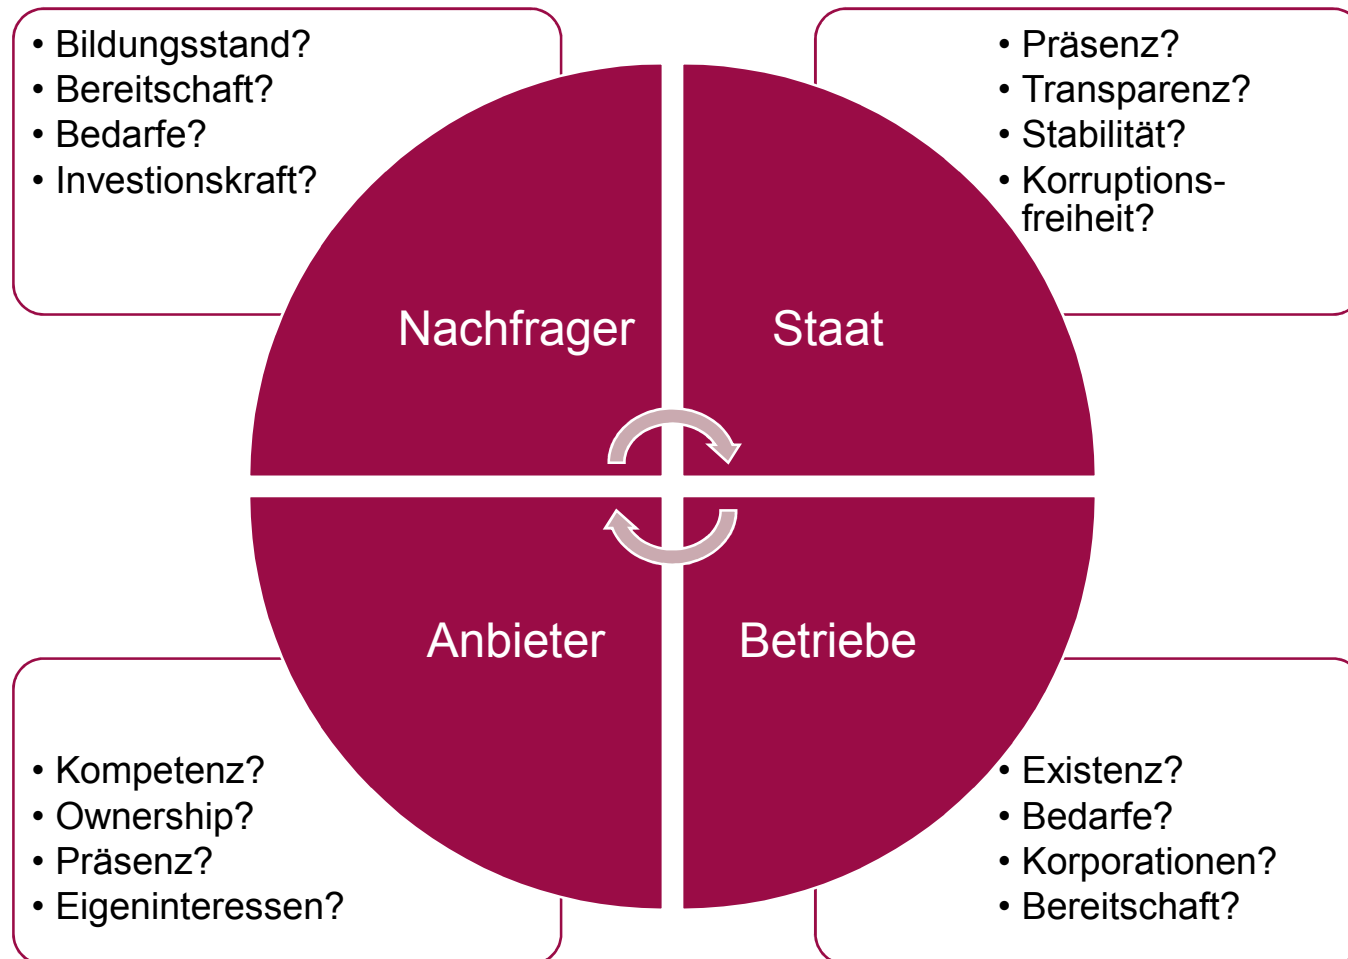 • Bildungsstand?
• Bereitschaft?
• Bedarfe?
• Investionskraft?
• Präsenz?
• Transparenz?
• Stabilität?
• Korruptions-
freiheit?
Nachfrager
Staat
Anbieter
Betriebe
• Kompetenz?
• Ownership?
• Präsenz?
• Eigeninteressen?
• Existenz?
• Bedarfe?
• Korporationen?
• Bereitschaft?